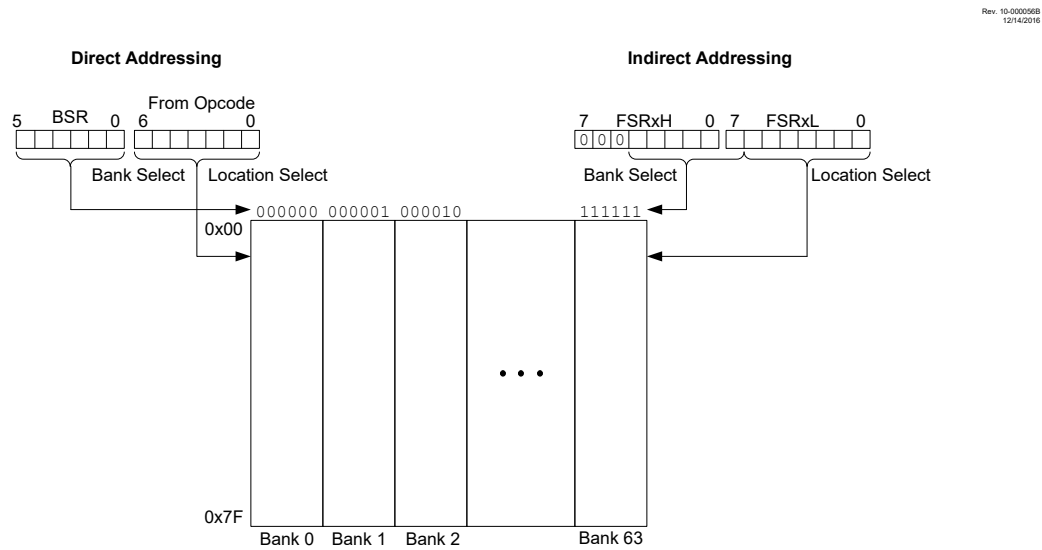 Rev. 10-000056B
12/14/2016
Direct Addressing
Indirect Addressing
From Opcode
5 BSR 0 6 0
7 FSRxH 0 7 FSRxL 0
0 0 0
Bank Select Location Select
Bank Select Location Select
000000 000001 000010 111111
0x00
0x7F
Bank 0 Bank 1 Bank 2 Bank 63